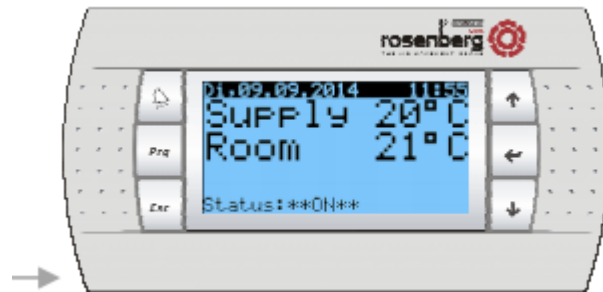 rosenberg
Di.09.09.2014 11:55
Supply 20°C
Room 21°C
Status:**ON**
Prg
Esc